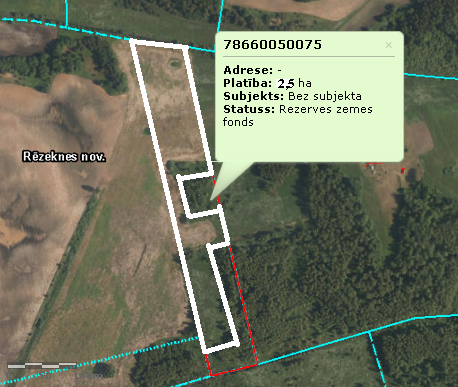 78660050075
Adrese: -
Platība: 2,5 ha
Subjekts: Bez subjekta
Statuss: Rezerves zemes
fonds
Rēzeknes nov.